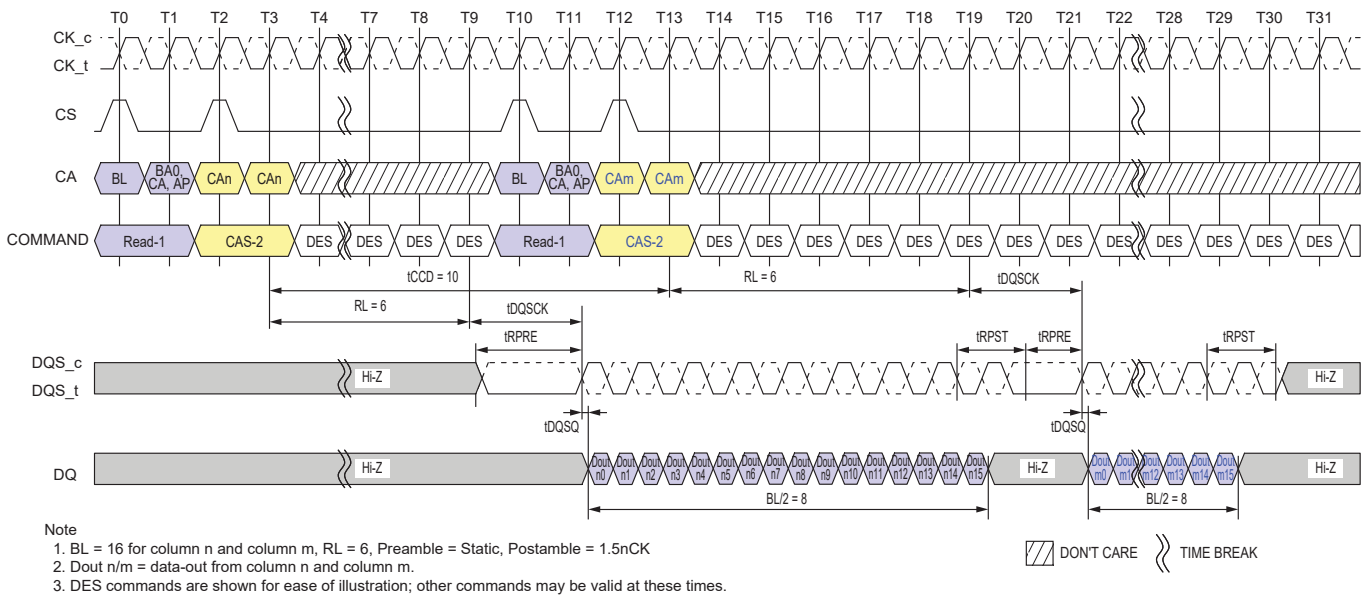 T0 T1 T2 T3 T4 T7 T8 T9 T10 T11 T12 T13 T14 T15 T16 T17 T18 T19 T20 T21 T22 T28 T29 T30 T31
CK_c
CK_t
CS
CA BL BA0, CA, AP CAn CAn BL BA0, CA, AP CAm CAm
COMMAND Read-1 CAS-2 DES DES DES DES Read-1 CAS-2 DES DES DES DES DES DES DES DES DES DES DES DES DES
tCCD = 10 RL = 6 tDQSCK
RL = 6 tDQSCK
tRPRE tRPST tRPRE tRPST
DQS_c
DQS_t
Hi-Z Hi-Z
tDQSQ tDQSQ
DQ Hi-Z Dout n0 Dout n1 Dout n2 Dout n3 Dout n4 Dout n5 Dout n6 Dout n7 Dout n8 Dout n9 Dout n10 Dout n11 Dout n12 Dout n13 Dout n14 Dout n15 Hi-Z Dout m0 Dout m1 Dout m12 Dout m13 Dout m14 Dout m15 Hi-Z
BL/2 = 8 BL/2 = 8
Note
1. BL = 16 for column n and column m, RL = 6, Preamble = Static, Postamble = 1.5nCK
2. Dout n/m = data-out from column n and column m.
3. DES commands are shown for ease of illustration; other commands may be valid at these times.
DON'T CARE TIME BREAK